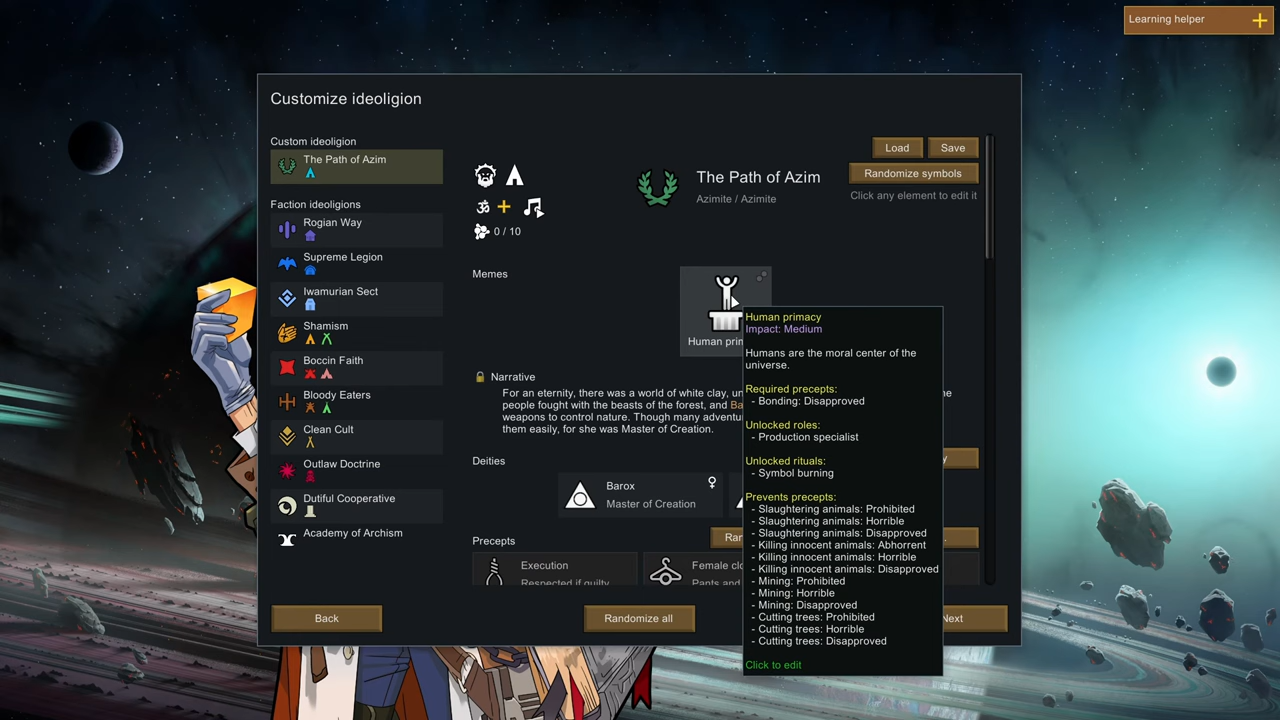 Learning helper
Customize ideoligion
Custom ideoligion
The Path of Azim
Faction ideoligions
Rogian Way
Supreme Legion
Iwamurian Sect
Shamism
Boccin Faith
Bloody Eaters
Clean Cult
Outlaw Doctrine
Dutiful Cooperative
Academy of Archism
Back
0 / 10
The Path of Azim
Azimite / Azimite
Load
Save
Randomize symbols
Click any element to edit it
Memes
Human
Narrative
For an eternity, there was a world of white clay,
people fought with the beasts of the forest, and
weapons to control nature. Though many
them easily, for she was Master of Creation.
Deities
Barox
Master of Creation
Precepts
Execution
Respected if guilty
Female
Pants and
Randomize all
Next
Human primacy
Impact: Medium
Humans are the moral center of the
universe.
Required precepts:
- Bonding: Disapproved
Unlocked roles:
- Production specialist
Unlocked rituals:
- Symbol burning
Prevents precepts:
- Slaughtering animals: Prohibited
- Slaughtering animals: Horrible
- Slaughtering animals: Disapproved
- Killing innocent animals: Abhorrent
- Killing innocent animals: Horrible
- Killing innocent animals: Disapproved
- Mining: Prohibited
- Mining: Horrible
- Mining: Disapproved
- Cutting trees: Prohibited
- Cutting trees: Horrible
- Cutting trees: Disapproved
Click to edit